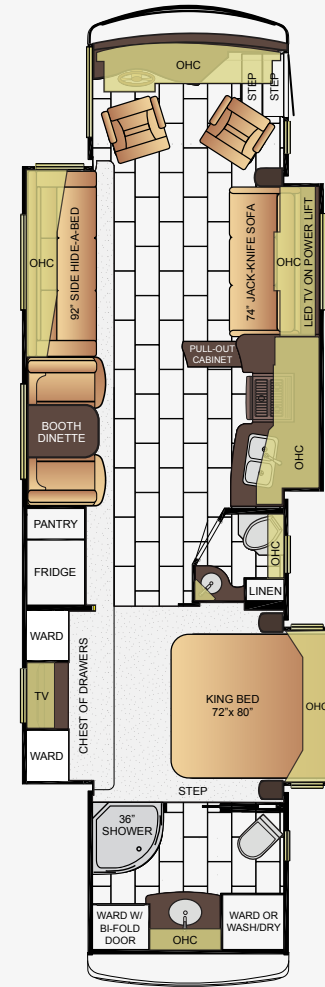 OHC
STEP
STEP
OHC
92" SIDE HIDE-A-BED
74" JACK-KNIFE SOFA
OHC
LED TV ON POWER LIFT
PULL-OUT
CABINET
BOOTH
DINETTE
OHC
PANTRY
FRIDGE
OHC
LINEN
WARD
CHEST OF DRAWERS
TV
KING BED
72"x 80"
OHC
WARD
STEP
36"
SHOWER
WARD W/
BI-FOLD
DOOR
OHC
WARD OR
WASH/DRY